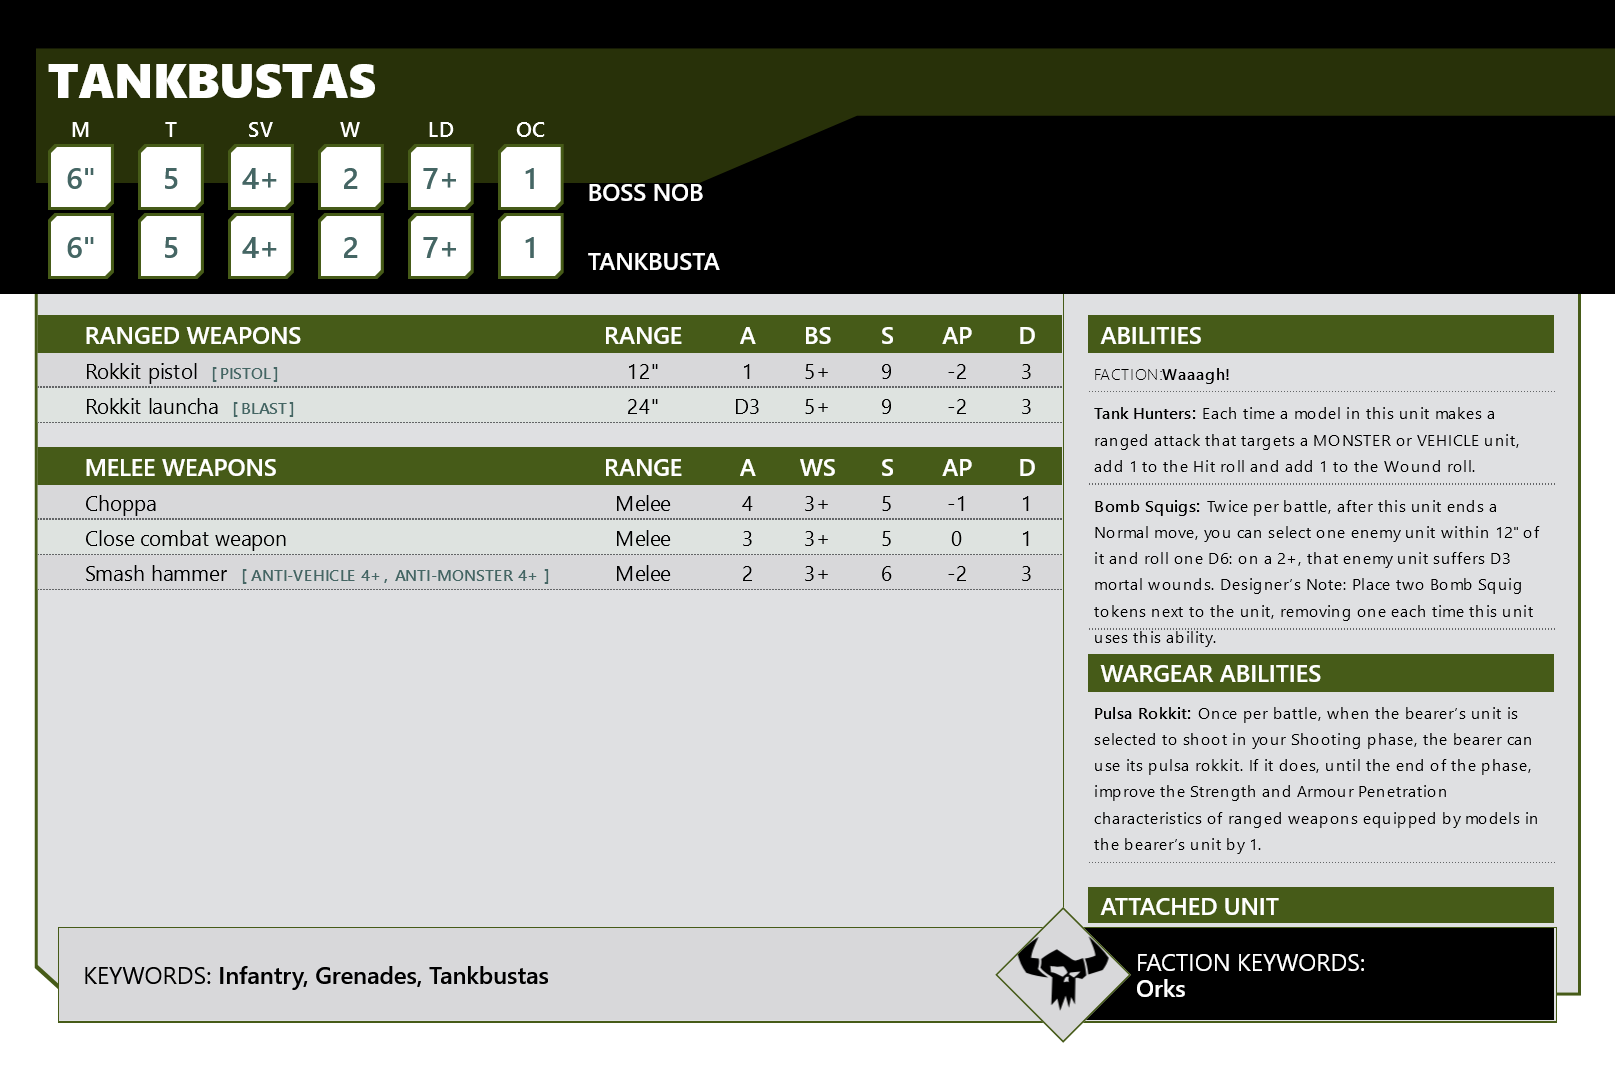 TANKBUSTAS
M T SV W LD OC
6" 5 4+ 2 7+ 1 BOSS NOB
6" 5 4+ 2 7+ 1 TANKBUSTA
RANGED WEAPONS RANGE A BS S AP D
Rokkit pistol [PISTOL] 12" 1 5+ 9 -2 3
Rokkit launcha [BLAST] 24" D3 5+ 9 -2 3
MELEE WEAPONS RANGE A WS S AP D
Choppa Melee 4 3+ 5 -1 1
Close combat weapon Melee 3 3+ 5 0 1
Smash hammer [ANTI-VEHICLE 4+, ANTI-MONSTER 4+ ] Melee 2 3+ 6 -2 3
ABILITIES
FACTION:Waaagh!
Tank Hunters: Each time a model in this unit makes a
ranged attack that targets a MONSTER or VEHICLE unit,
add 1 to the Hit roll and add 1 to the Wound roll.
Bomb Squigs: Twice per battle, after this unit ends a
Normal move, you can select one enemy unit within 12" of
it and roll one D6: on a 2+, that enemy unit suffers D3
mortal wounds. Designer's Note: Place two Bomb Squig
tokens next to the unit, removing one each time this unit
uses this ability.
WARGEAR ABILITIES
Pulsa Rokkit: Once per battle, when the bearer's unit is
selected to shoot in your Shooting phase, the bearer can
use its pulsa rokkit. If it does, until the end of the phase,
improve the Strength and Armour Penetration
characteristics of ranged weapons equipped by models in
the bearer's unit by 1.
ATTACHED UNIT
KEYWORDS: Infantry, Grenades, Tankbustas
FACTION KEYWORDS:
Orks